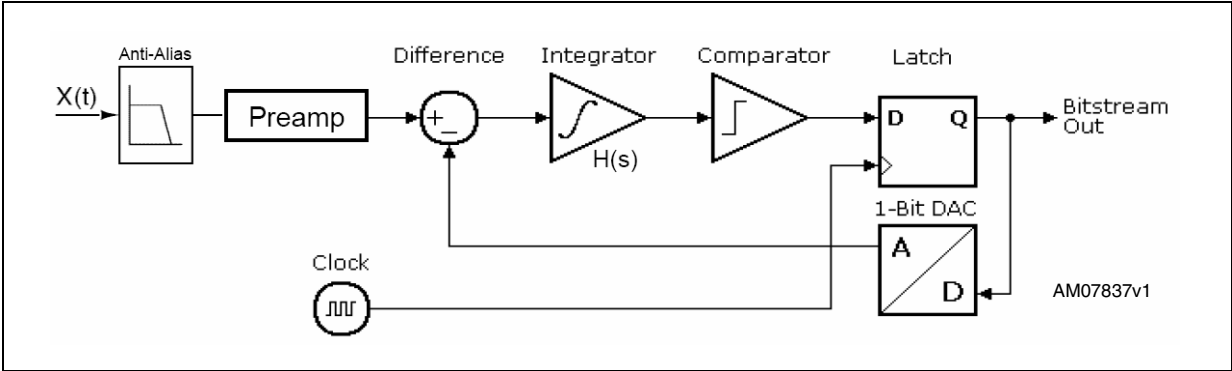 Anti-Alias
Difference
Integrator
Comparator
Latch
X(t)
Preamp
+
−
H(s)
D Q
Bitstream
Out
1-Bit DAC
A
D
Clock
AM07837v1